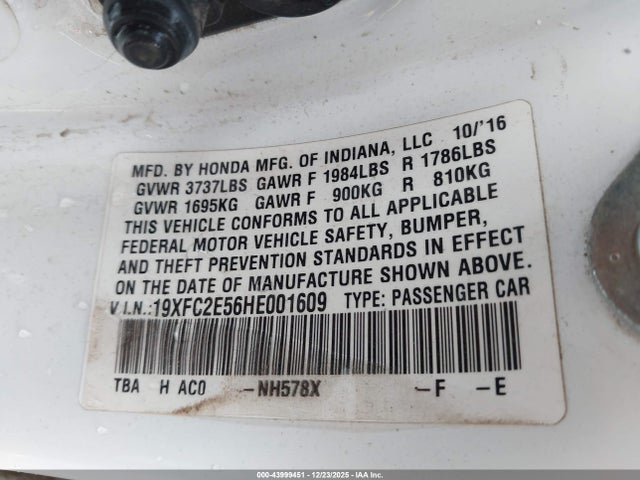 MFD. BY HONDA MFG. OF INDIANA, LLC 10/'16
GVWR 3737LBS GAWR F 1984LBS R 1786LBS
GVWR 1695KG GAWR F 900KG R 810KG
THIS VEHICLE CONFORMS TO ALL APPLICABLE
FEDERAL MOTOR VEHICLE SAFETY, BUMPER,
AND THEFT PREVENTION STANDARDS IN EFFECT
ON THE DATE OF MANUFACTURE SHOWN ABOVE.
V.I.N.:19XFC2E56HE001609 TYPE: PASSENGER CAR
TBA H AC0 -NH578X -F -E
000-43999451 - 12/23/2025 - IAA Inc.